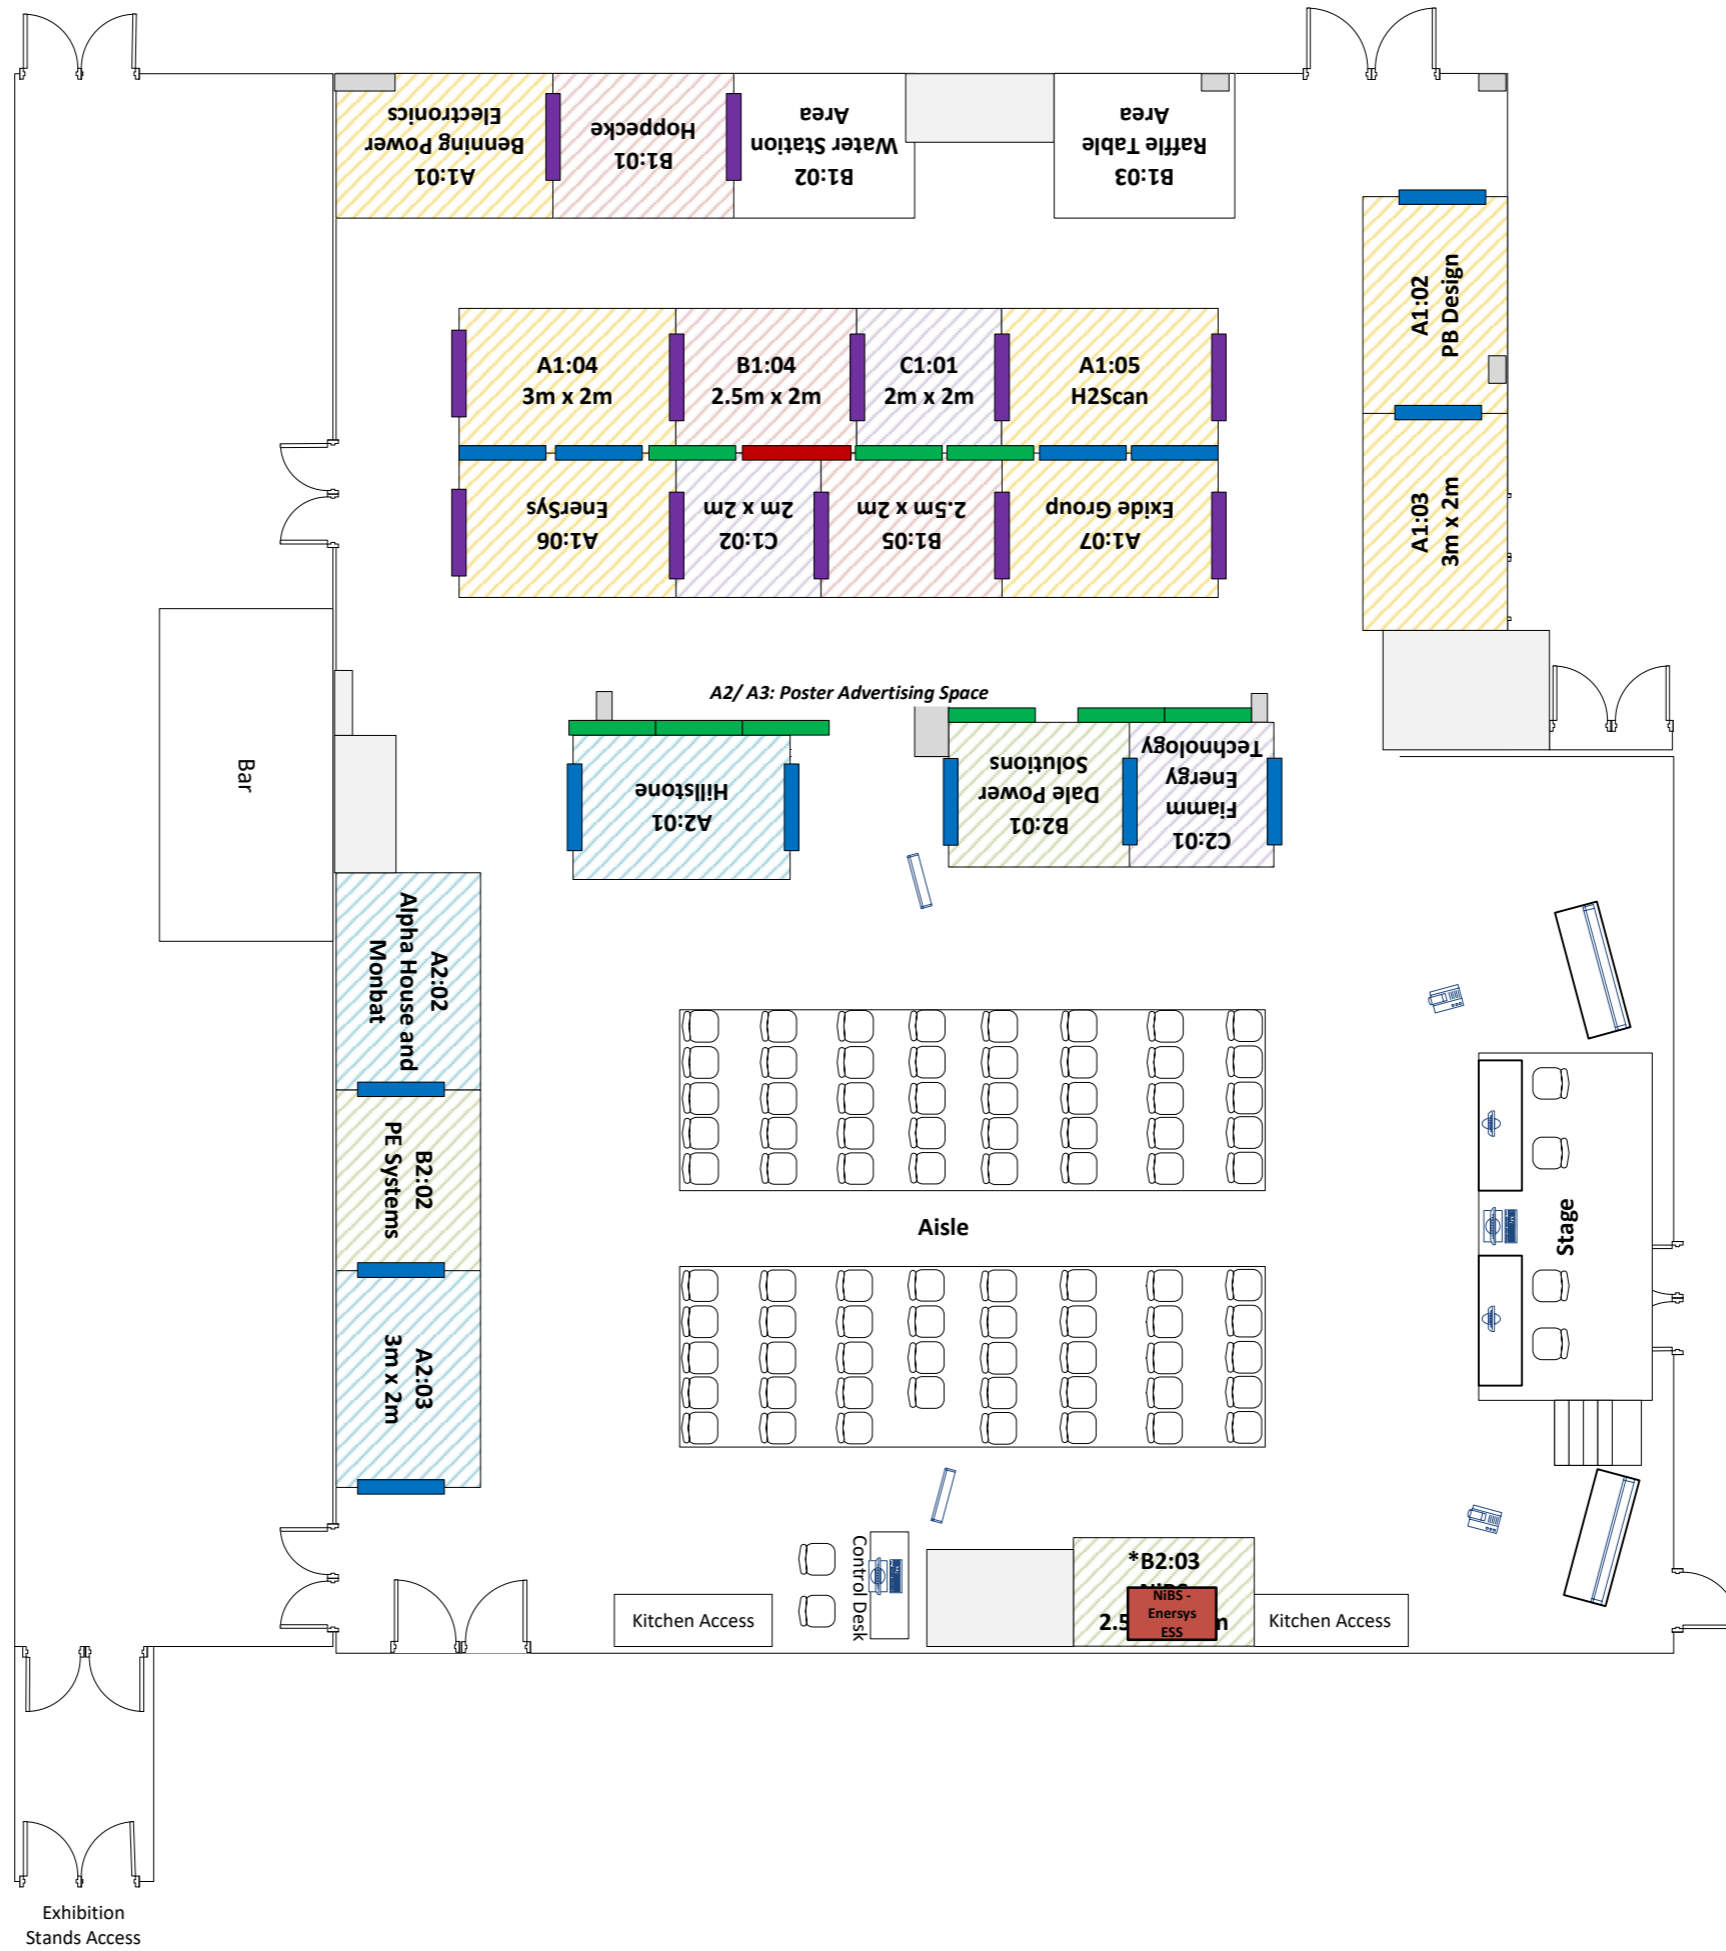 A1:01
Benning Power
Electronics
B1:01
Hoppecke
B1:02
Water Station
Area
B1:03
Raffle Table
Area
A1:02
PB Design
A1:03
3m x 2m
A1:04
3m x 2m
B1:04
2.5m x 2m
C1:01
2m x 2m
A1:05
H2Scan
A1:06
EnerSys
C1:02
2m x 2m
B1:05
2.5m x 2m
A1:07
Exide Group
A2/ A3: Poster Advertising Space
Bar
A2:01
Hillstone
B2:01
Dale Power
Solutions
C2:01
Fiamm
Energy
Technology
A2:02
Alpha House and
Monbat
B2:02
PE Systems
A2:03
3m x 2m
Aisle
Stage
Control Desk
Kitchen Access
*B2:03
NiBS -
Enersys
ESS
Kitchen Access
Exhibition
Stands Access